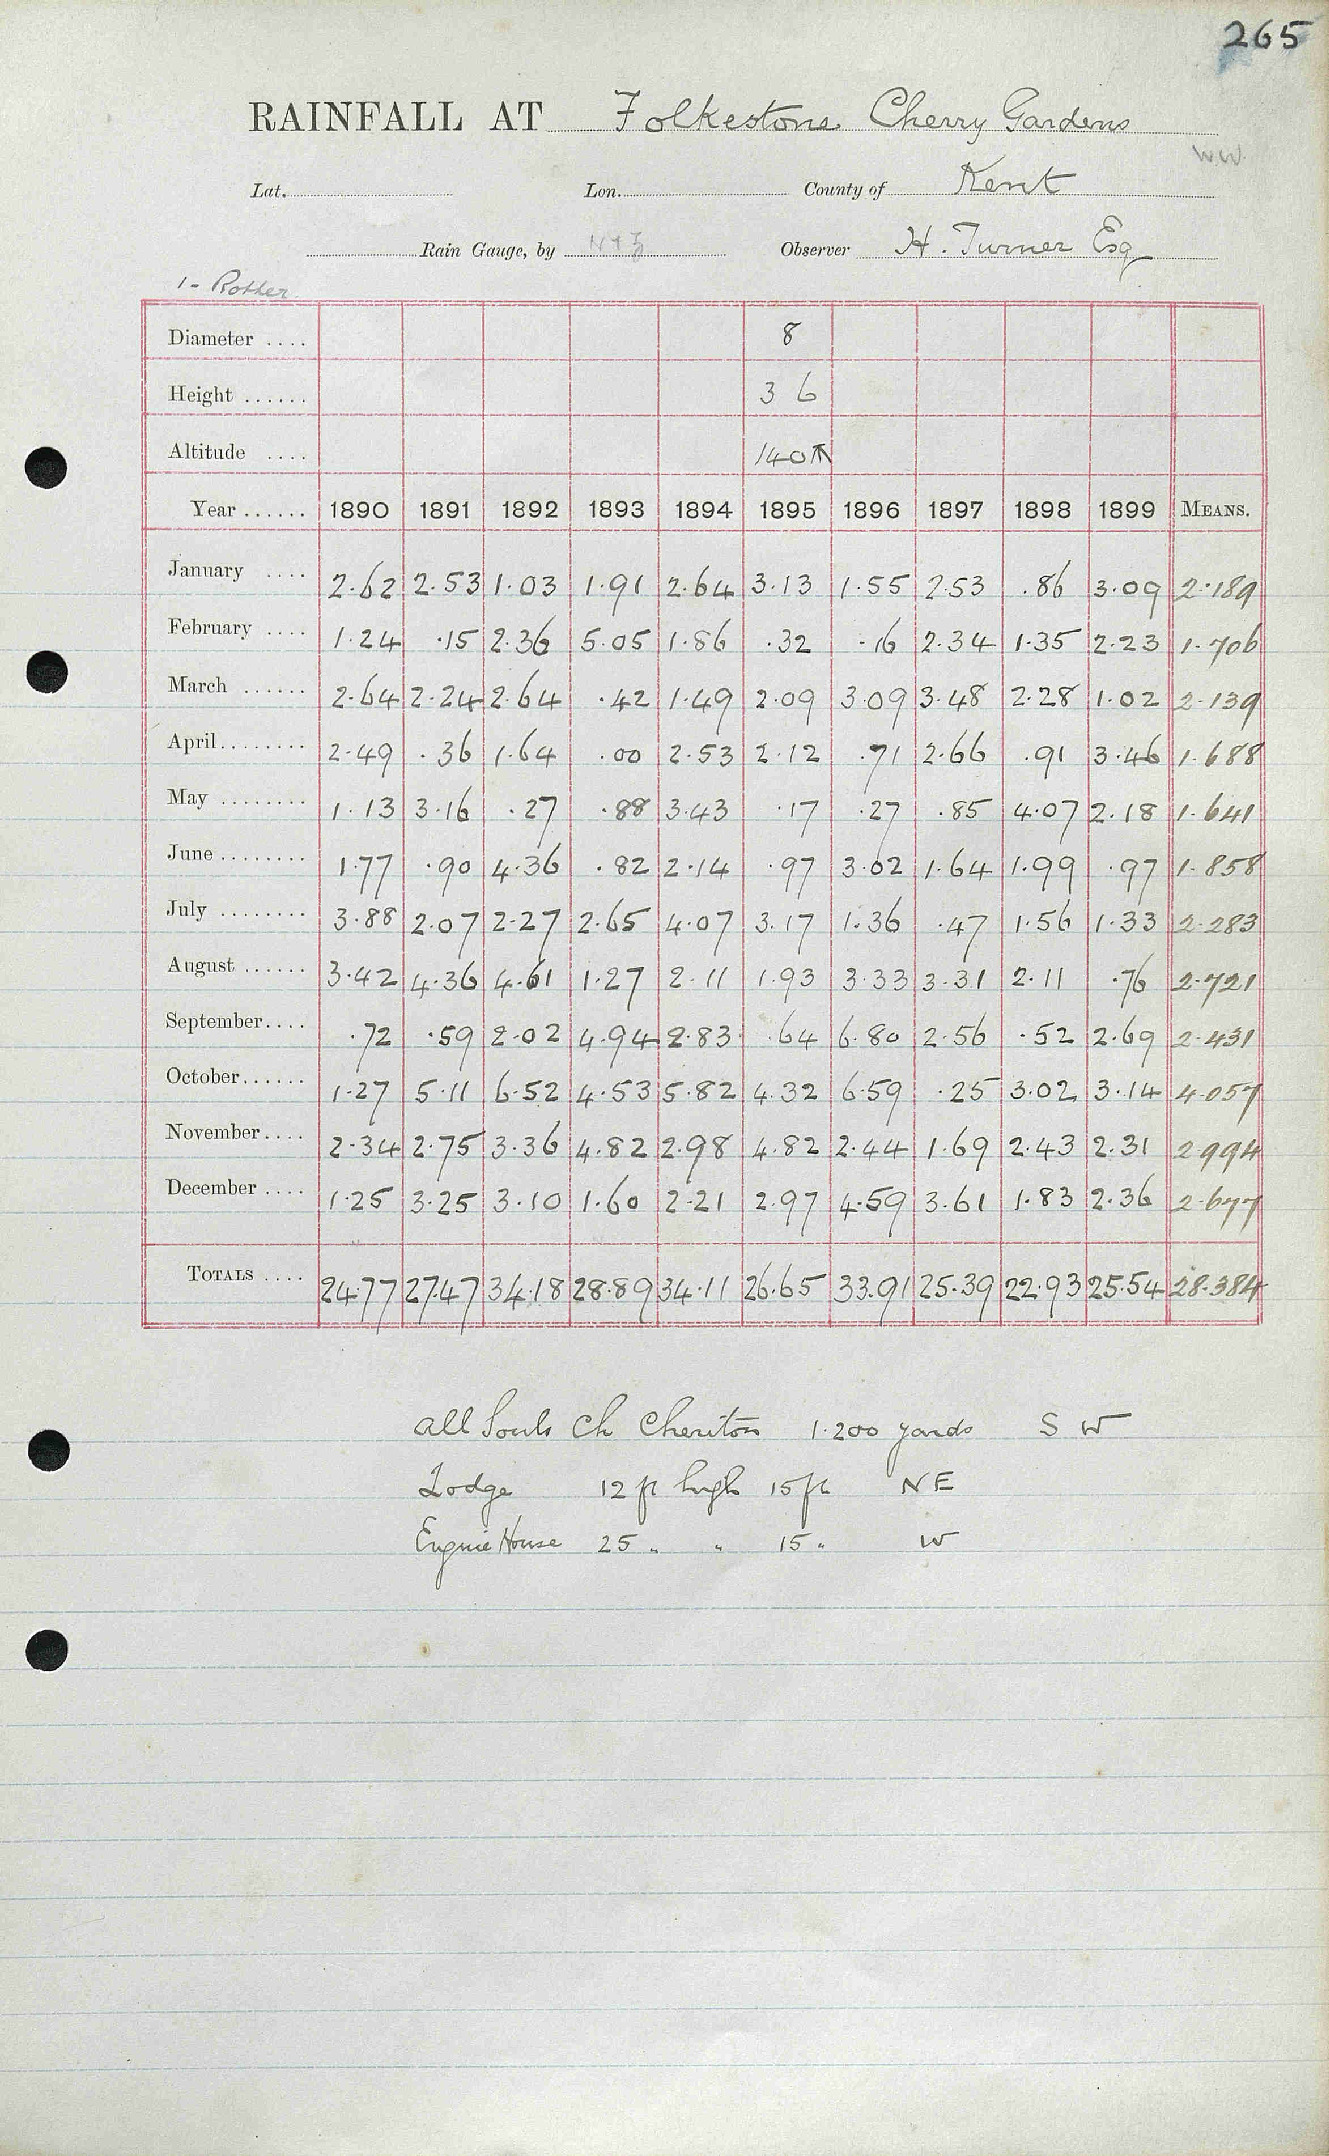 265
RAINFALL AT Folkestone Cherry Gardens
WW.
Lat. Lon. County of Kent
Rain Gauge, by N+Z Observer H. Turner Esq
1 - Rother
Diameter .... 8
Height ...... 3 6
Altitude .... 140
Year ...... 1890 1891 1892 1893 1894 1895 1896 1897 1898 1899 MEANS.
January .... 2.62 2.53 1.03 1.91 2.64 3.13 1.55 2.53 .86 3.09 2.189
February .... 1.24 .15 2.36 5.05 1.86 .32 .16 2.34 1.35 2.23 1.706
March ...... 2.64 2.24 2.64 .42 1.49 2.09 3.09 3.48 2.28 1.02 2.139
April........ 2.49 .36 1.64 .00 2.53 2.12 .71 2.66 .91 3.46 1.688
May ........ 1.13 3.16 .27 .88 3.43 .17 .27 .85 4.07 2.18 1.641
June ........ 1.77 .90 4.36 .82 2.14 .97 3.02 1.64 1.99 .97 1.858
July ........ 3.88 2.07 2.27 2.65 4.07 3.17 1.36 .47 1.56 1.33 2.283
August ...... 3.42 4.36 4.61 1.27 2.11 1.93 3.33 3.31 2.11 .76 2.721
September.... .72 .59 2.02 4.94 2.83 .64 6.80 2.56 .52 2.69 2.431
October...... 1.27 5.11 6.52 4.53 5.82 4.32 6.59 .25 3.02 3.14 4.057
November.... 2.34 2.75 3.36 4.82 2.98 4.82 2.44 1.69 2.43 2.31 2.994
December .... 1.25 3.25 3.10 1.60 2.21 2.97 4.59 3.61 1.83 2.36 2.677
TOTALS .... 24.77 27.47 34.18 28.89 34.11 26.65 33.91 25.39 22.93 25.54 28.384
All Souls Ch Cheriton 1.200 yards S W
Lodge 12 ft high 15 ft NE
Engine House 25 " " 15 " W